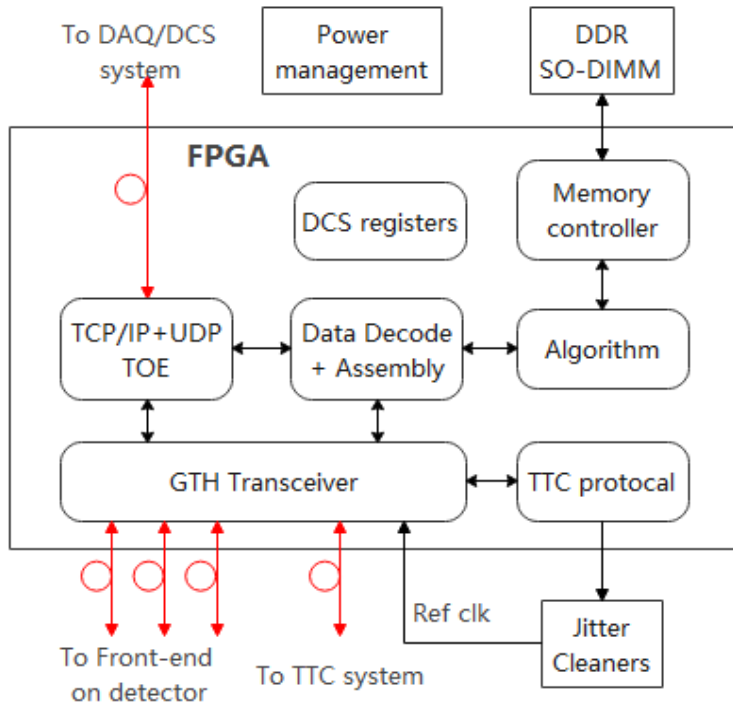 To DAQ/DCS
system
Power
management
DDR
SO-DIMM
FPGA
DCS registers
Memory
controller
TCP/IP+UDP
TOE
Data Decode
+ Assembly
Algorithm
GTH Transceiver
TTC protocal
Ref clk
Jitter
Cleaners
To Front-end
on detector
To TTC system